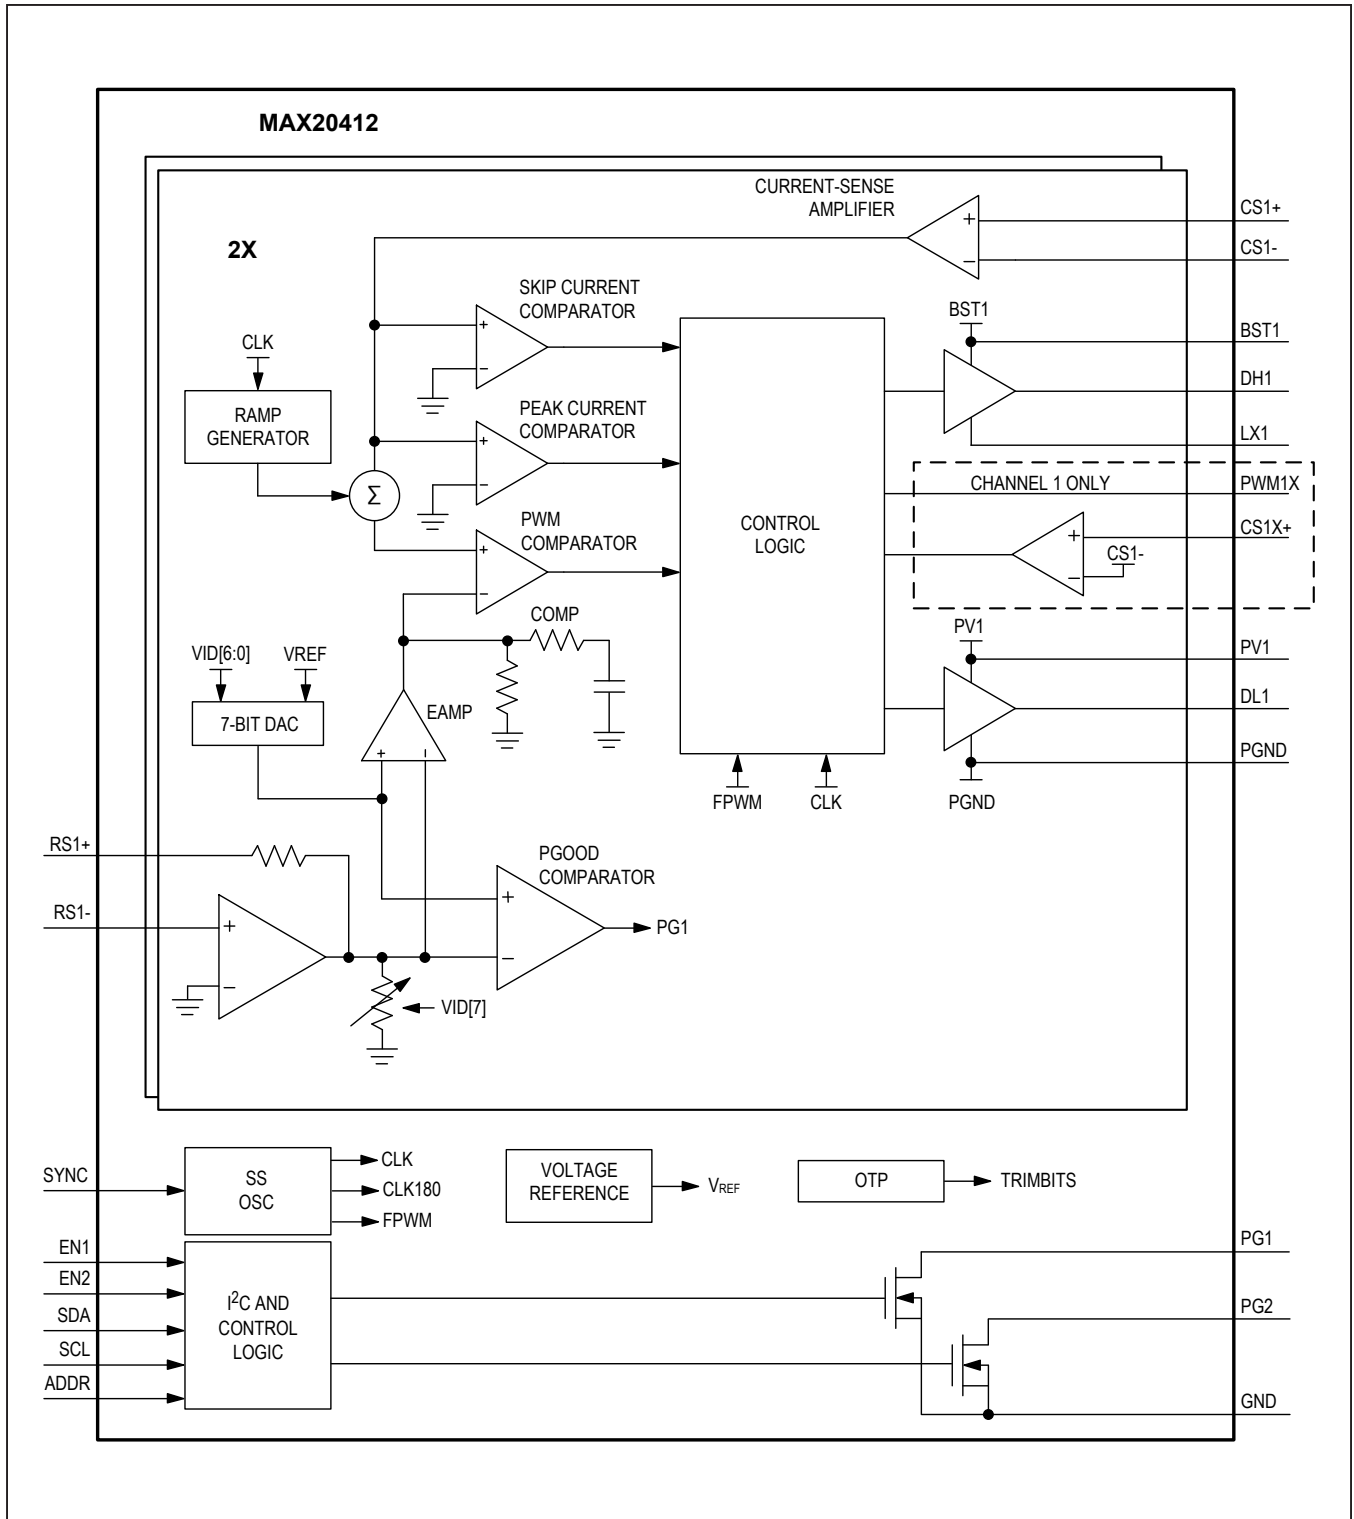 MAX20412
2X
CURRENT-SENSE
AMPLIFIER
+
−
CS1+
CS1-
SKIP CURRENT
COMPARATOR
+
−
BST1
BST1
DH1
LX1
CLK
RAMP
GENERATOR
PEAK CURRENT
COMPARATOR
+
−
Σ
CONTROL
LOGIC
CHANNEL 1 ONLY
PWM1X
CS1X+
+
−
CS1-
PWM
COMPARATOR
+
−
COMP
VID[6:0]
VREF
7-BIT DAC
EAMP
+
−
PV1
PV1
DL1
PGND
PGND
FPWM
CLK
RS1+
RS1-
+
−
PGOOD
COMPARATOR
+
−
PG1
VID[7]
SYNC
SS
OSC
CLK
CLK180
FPWM
VOLTAGE
REFERENCE
VREF
OTP
TRIMBITS
EN1
EN2
SDA
SCL
ADDR
I2C AND
CONTROL
LOGIC
PG1
PG2
GND